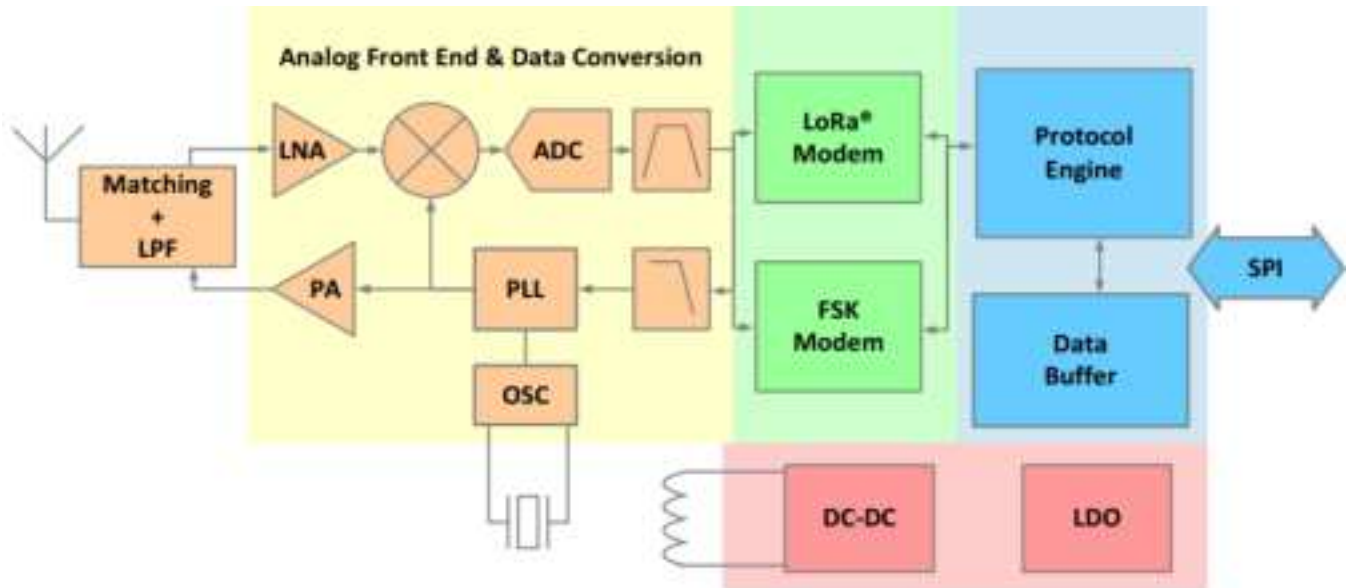 Analog Front End & Data Conversion
LNA
ADC
LoRa®
Modem
Protocol
Engine
Matching
+
LPF
PA
PLL
FSK
Modem
SPI
Data
Buffer
OSC
DC-DC
LDO